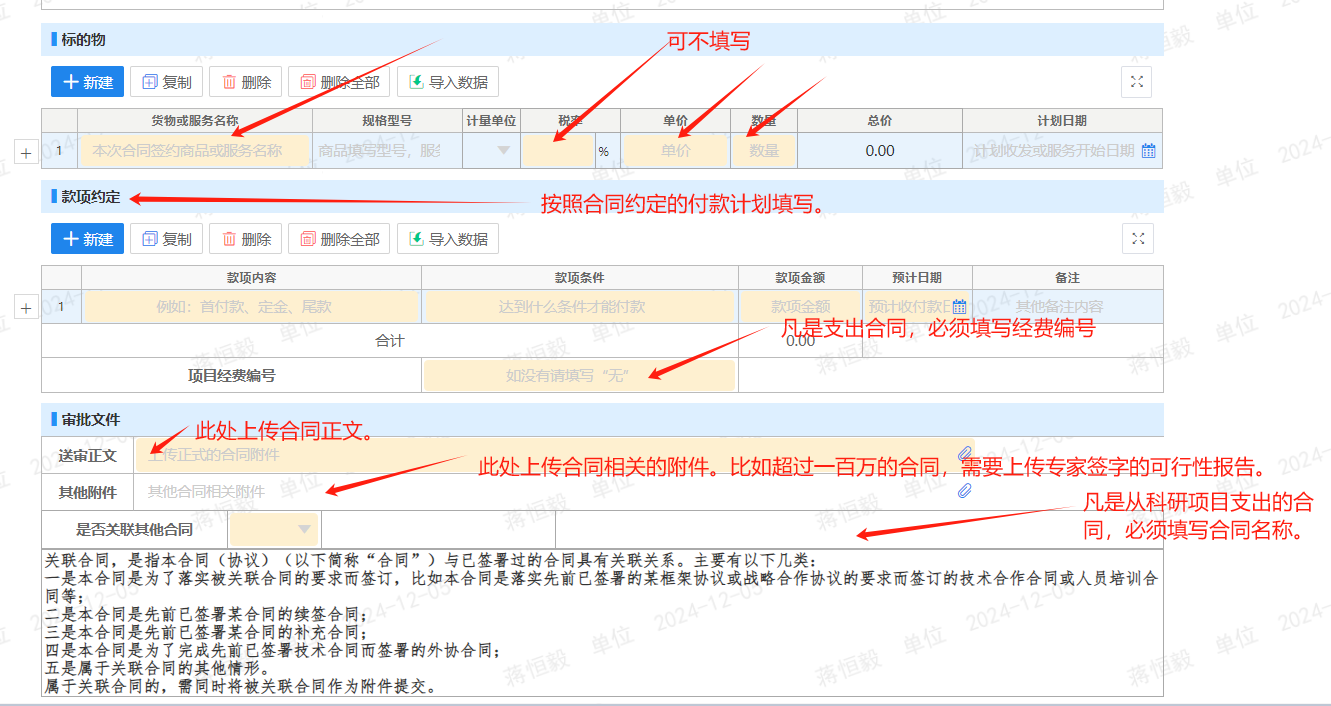 标的物
可不填写
新建 复制 删除 删除全部 导入数据
货物或服务名称 规格型号 计量单位 税率 单价 数量 总价 计划日期
1 本次合同签约商品或服务名称 商品填写型号，服 % 单价 数量 0.00 计划收发或服务开始日期
款项约定
按照合同约定的付款计划填写。
新建 复制 删除 删除全部 导入数据
款项内容 款项条件 款项金额 预计日期 备注
1 例如：首付款、定金、尾款 达到什么条件才能付款 款项金额 预计收付款日 其他备注内容
凡是支出合同，必须填写经费编号
合计 0.00
项目经费编号 如没有请填写“无”
审批文件
此处上传合同正文。
送审正文 上传正式的合同附件
此处上传合同相关的附件。比如超过一百万的合同，需要上传专家签字的可行性报告。
其他附件 其他合同相关附件
凡是从科研项目支出的合
同，必须填写合同名称。
是否关联其他合同
关联合同，是指本合同（协议）（以下简称“合同”）与已签署过的合同具有关联关系。主要有以下几类：
一是本合同是为了落实被关联合同的要求而签订，比如本合同是落实先前已签署的某框架协议或战略合作协议的要求而签订的技术合作合同或人员培训合
同等；
二是本合同是先前已签署某合同的续签合同；
三是本合同是先前已签署某合同的补充合同；
四是本合同是为了完成先前已签署技术合同而签署的外协合同；
五是属于关联合同的其他情形。
属于关联合同的，需同时将被关联合同作为附件提交。
蒋恒毅 单位 2024-12-05